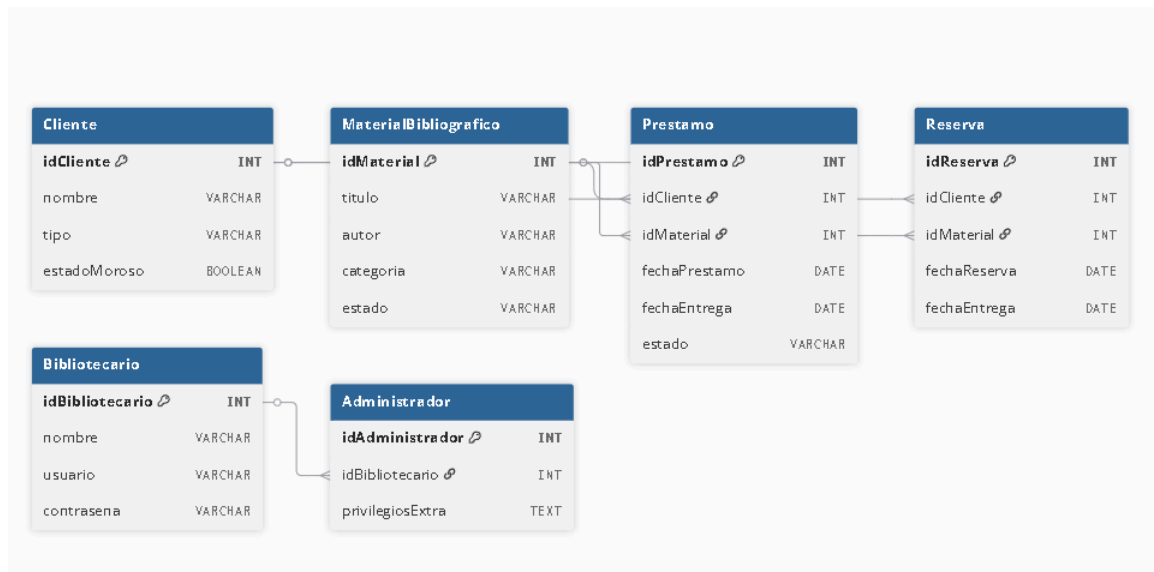 Cliente
idCliente INT
nombre VARCHAR
tipo VARCHAR
estadoMoroso BOOLEAN
MaterialBibliografico
idMaterial INT
titulo VARCHAR
autor VARCHAR
categoria VARCHAR
estado VARCHAR
Prestamo
idPrestamo INT
idCliente INT
idMaterial INT
fechaPrestamo DATE
fechaEntrega DATE
estado VARCHAR
Reserva
idReserva INT
idCliente INT
idMaterial INT
fechaReserva DATE
fechaEntrega DATE
Bibliotecario
idBibliotecario INT
nombre VARCHAR
usuario VARCHAR
contrasena VARCHAR
Administrador
idAdministrador INT
idBibliotecario INT
privilegiosExtra TEXT